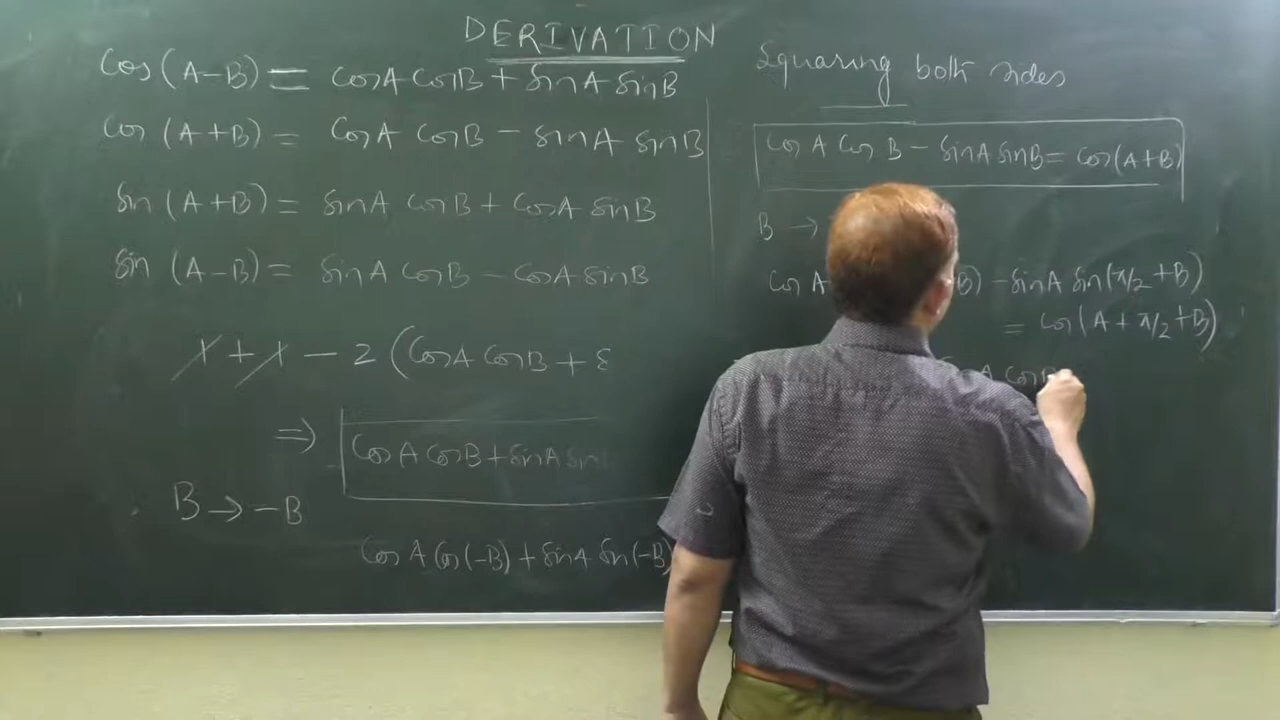 DERIVATION
Cos (A-B) = CosA CosB + SinA SinB
Cos (A+B) = CosA CosB - SinA SinB
Sin (A+B) = SinA CosB + CosA SinB
Sin (A-B) = SinA CosB - CosA SinB
1 + 1 - 2 (CosA CosB +
⇒ CosA CosB + SinA Sin
B → -B
Cos A Cos(-B) + SinA Sin(-B)
Squaring both sides
Cos A Cos B - SinA SinB = Cos(A+B)
B →
Cos A B) - SinA Sin(π/2 + B)
= Cos(A + π/2 + B)
A Cos B